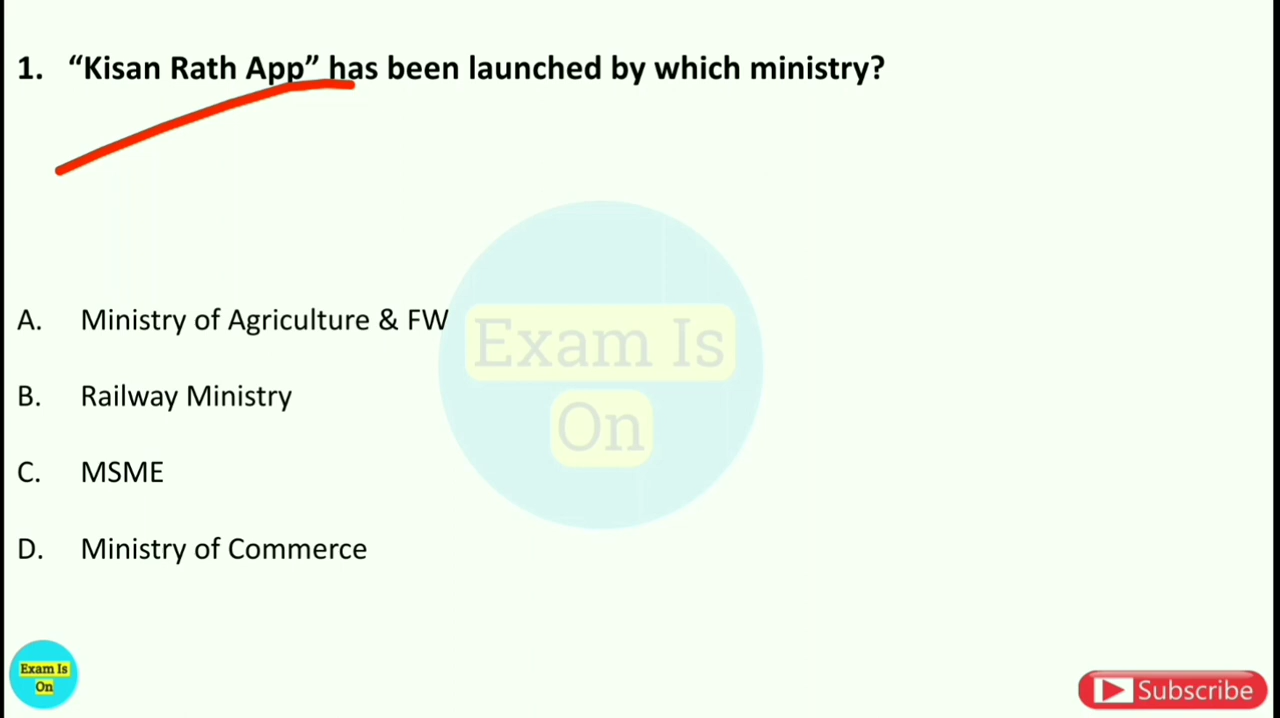 1. “Kisan Rath App” has been launched by which ministry?
A. Ministry of Agriculture & FW
Exam Is
On
B. Railway Ministry
C. MSME
D. Ministry of Commerce
Exam Is
On
Subscribe